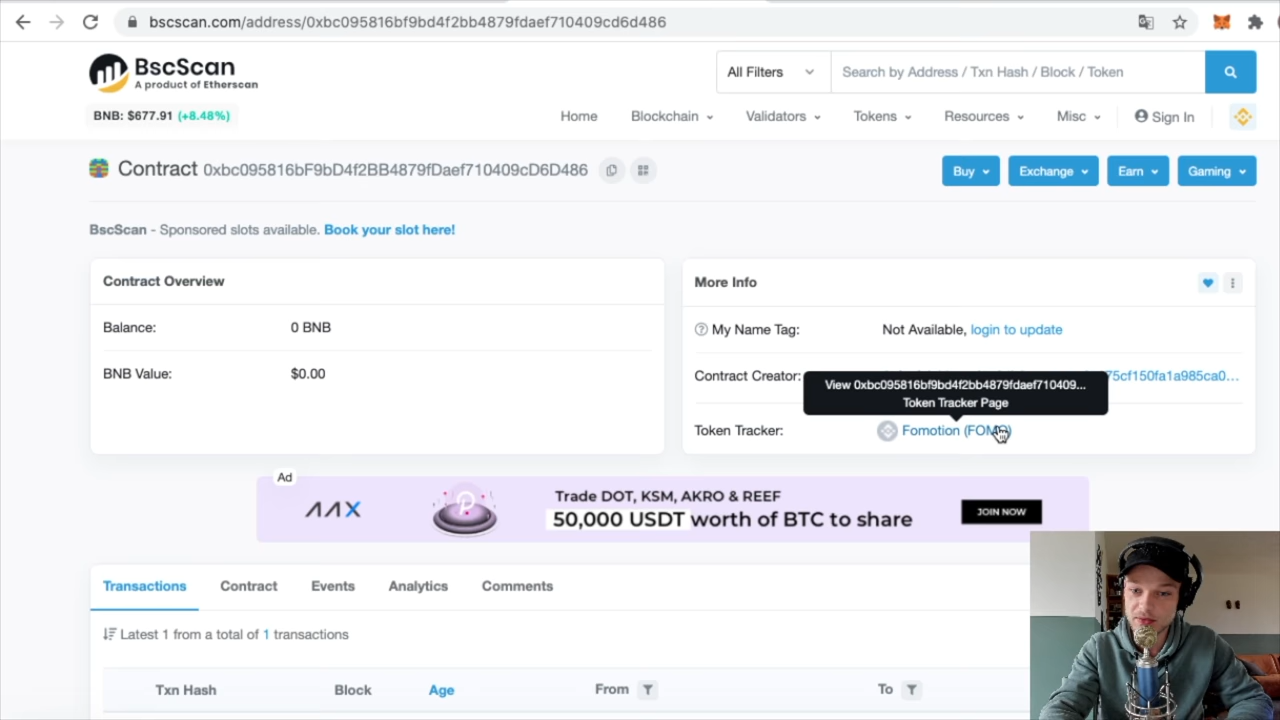 bscscan.com/address/0xbc095816bf9bd4f2bb4879fdaef710409cd6d486
BscScan
A product of Etherscan
All Filters
Search by Address / Txn Hash / Block / Token
BNB: $677.91 (+8.48%)
Home Blockchain Validators Tokens Resources Misc Sign In
Contract 0xbc095816bF9bD4f2BB4879fDaef710409cD6D486
Buy Exchange Earn Gaming
BscScan - Sponsored slots available. Book your slot here!
Contract Overview
Balance: 0 BNB
BNB Value: $0.00
More Info
My Name Tag: Not Available, login to update
Contract Creator: 75cf150fa1a985ca0...
View 0xbc095816bf9bd4f2bb4879fdaef710409...
Token Tracker Page
Token Tracker: Fomotion (FOMO)
Ad
AAX
Trade DOT, KSM, AKRO & REEF
50,000 USDT worth of BTC to share
JOIN NOW
Transactions Contract Events Analytics Comments
Latest 1 from a total of 1 transactions
Txn Hash Block Age From To